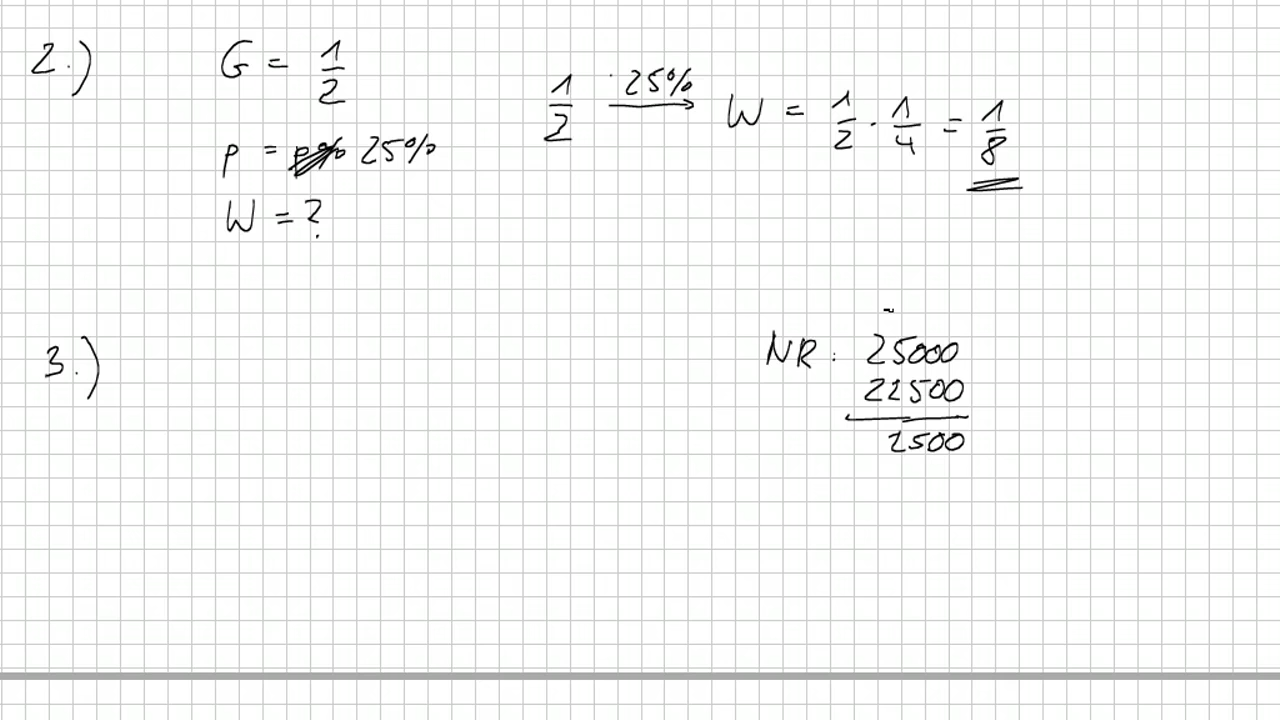 2.) G = 1/2
1/2 · 25% → W = 1/2 · 1/4 = 1/8
p = 25%
W = ?
3.) NR: 25000
22500
2500